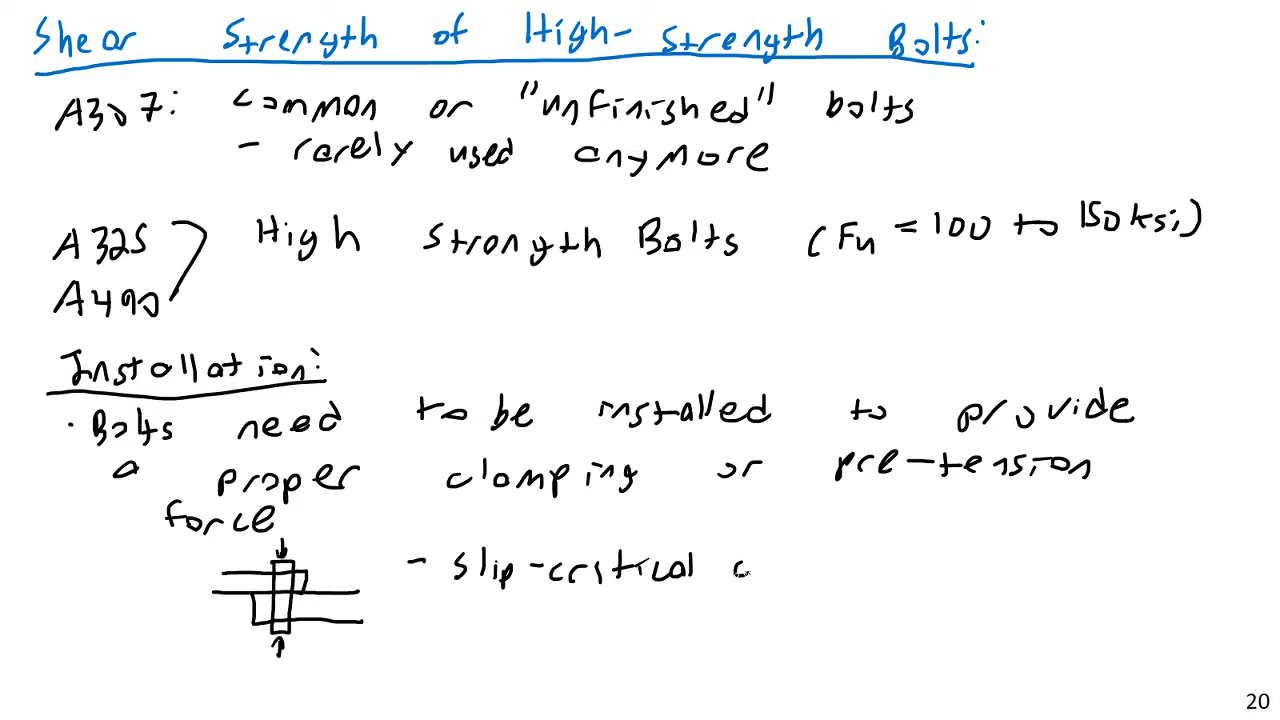 Shear Strength of High-Strength Bolts:
A307: common or "unfinished" bolts
- rarely used anymore
A325 High Strength Bolts (Fu = 100 to 150 ksi)
A490
Installation:
· Bolts need to be installed to provide
a proper clamping or pre-tension
force
- slip-critical c
20